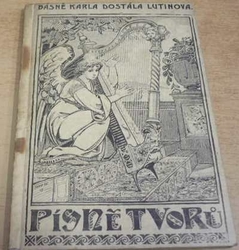 BÁSNĚ KARLA DOSTÁLA LUTINOVA.
PÍSNĚ TVORŮ